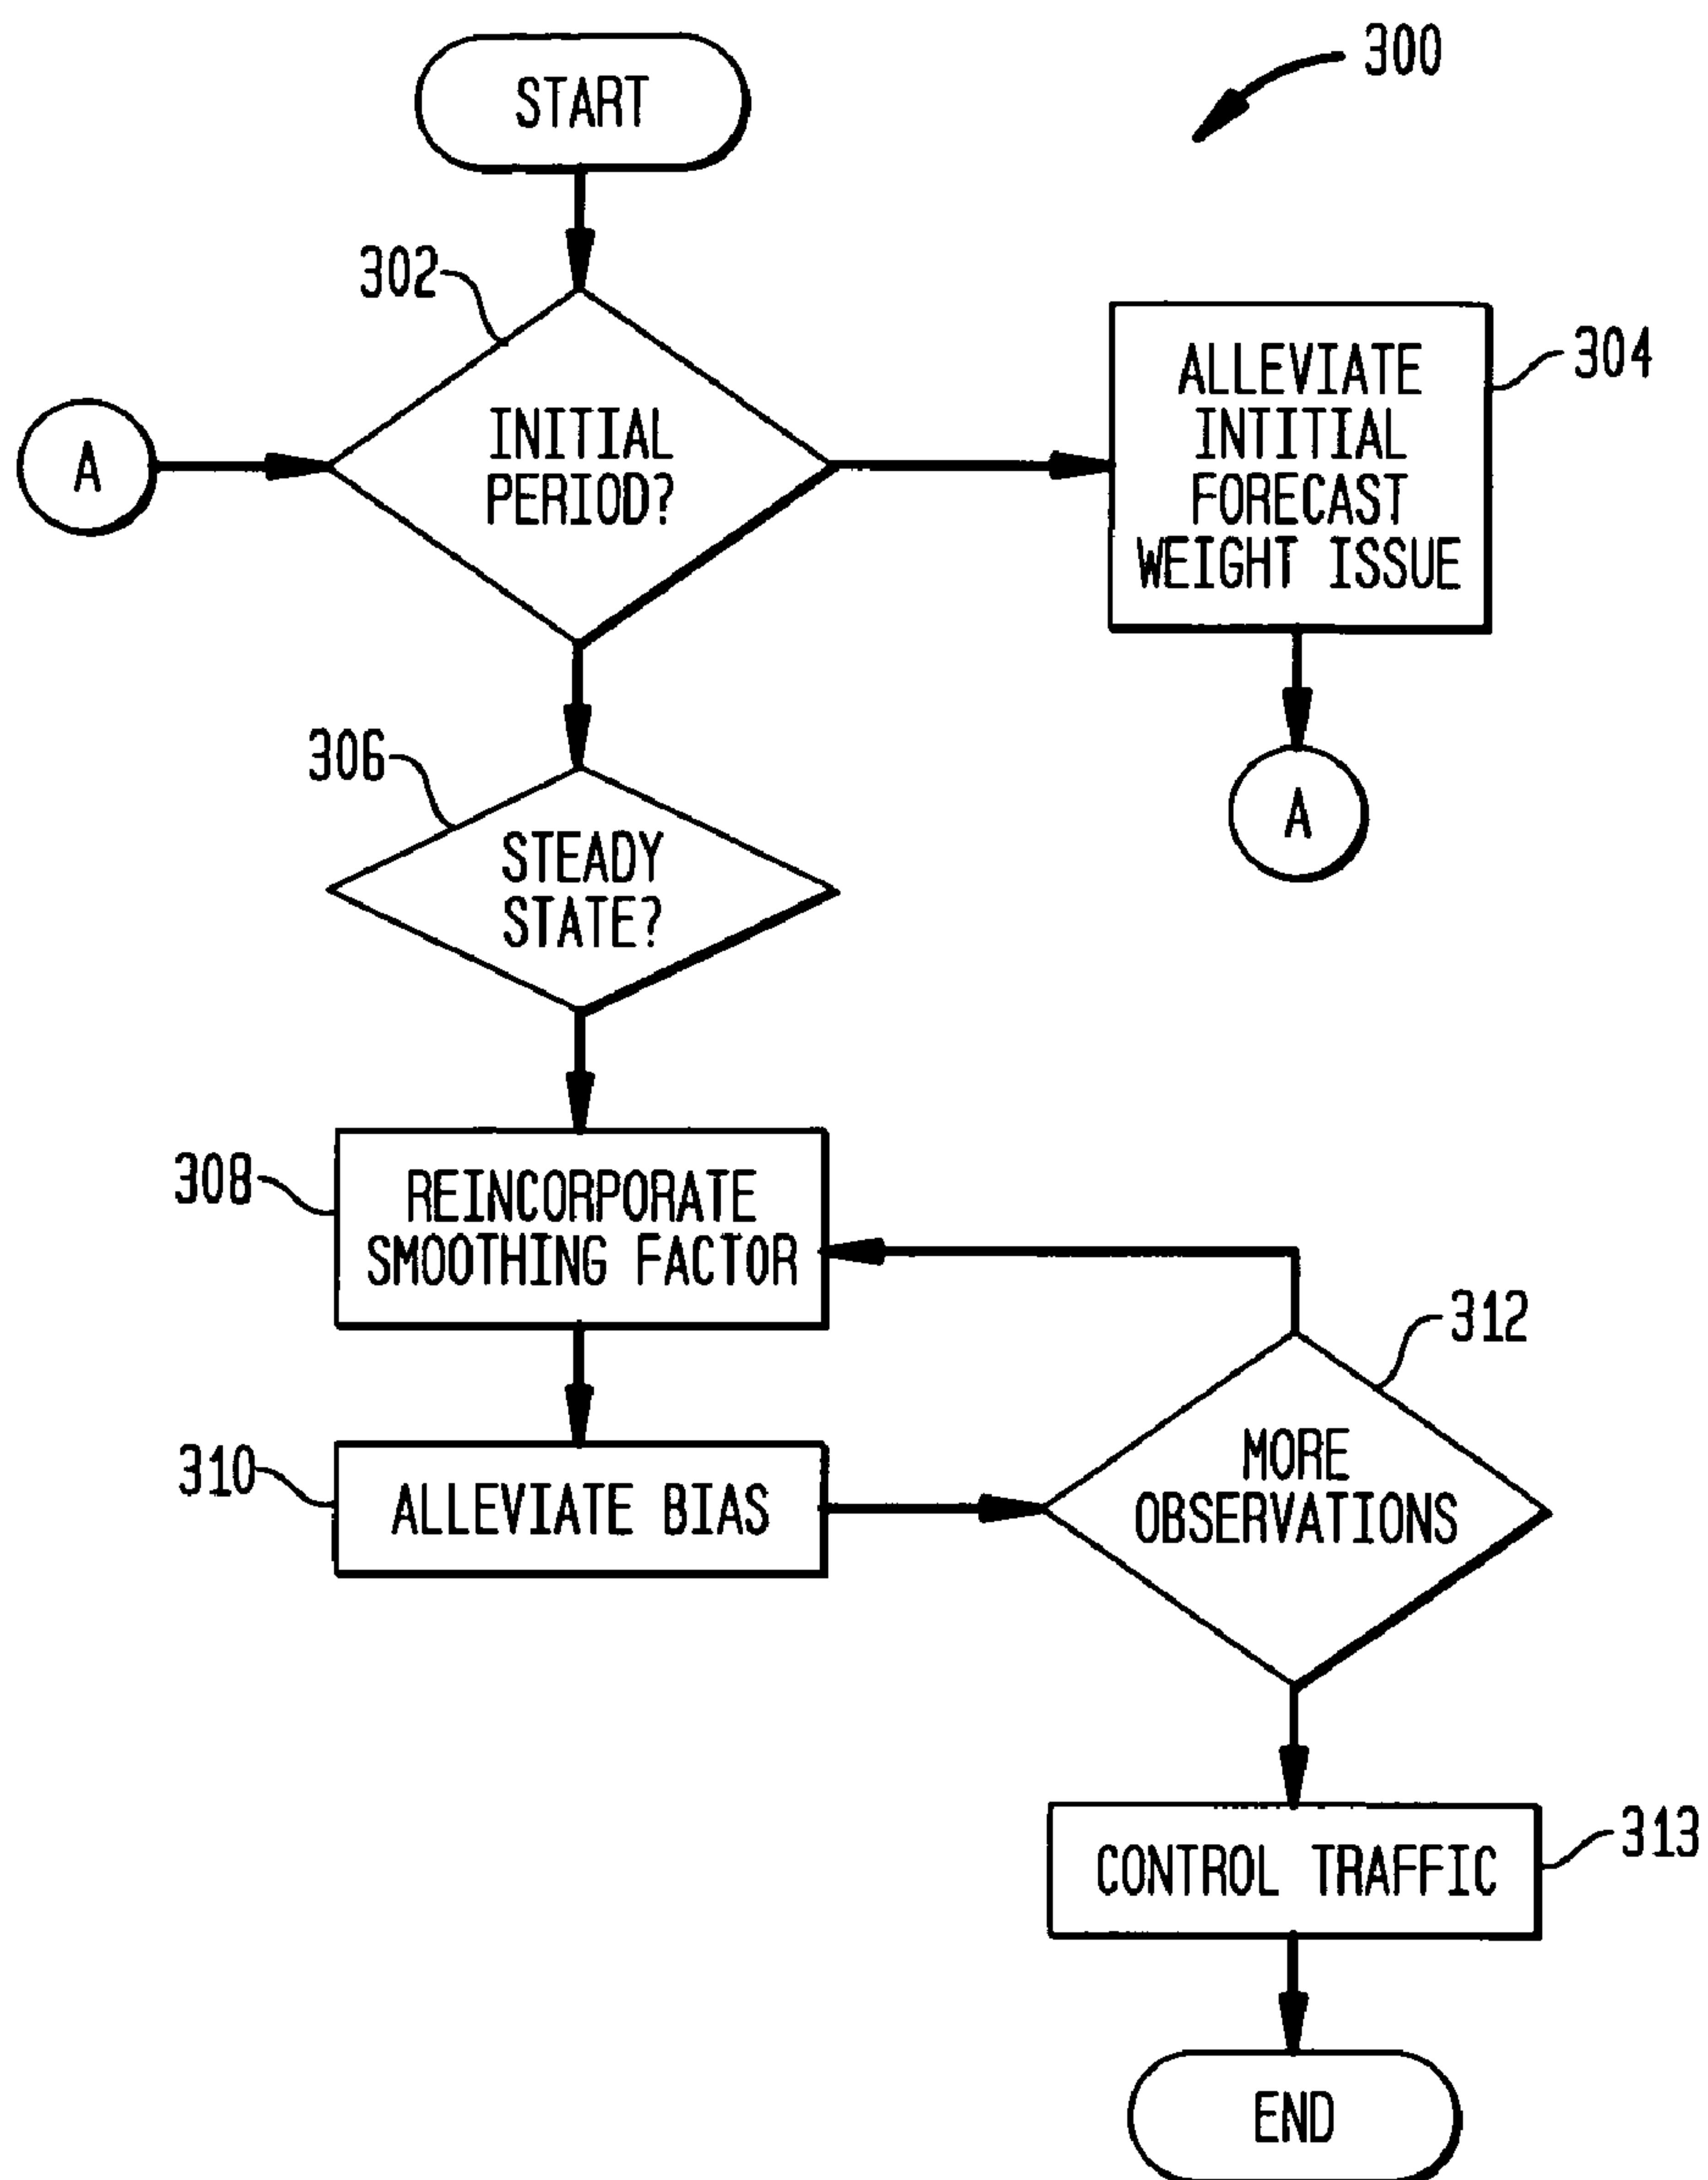 START
300
302
INITIAL
PERIOD?
A
ALLEVIATE
INTITIAL
FORECAST
WEIGHT ISSUE
304
A
306
STEADY
STATE?
308
REINCORPORATE
SMOOTHING FACTOR
310
ALLEVIATE BIAS
312
MORE
OBSERVATIONS
CONTROL TRAFFIC
313
END